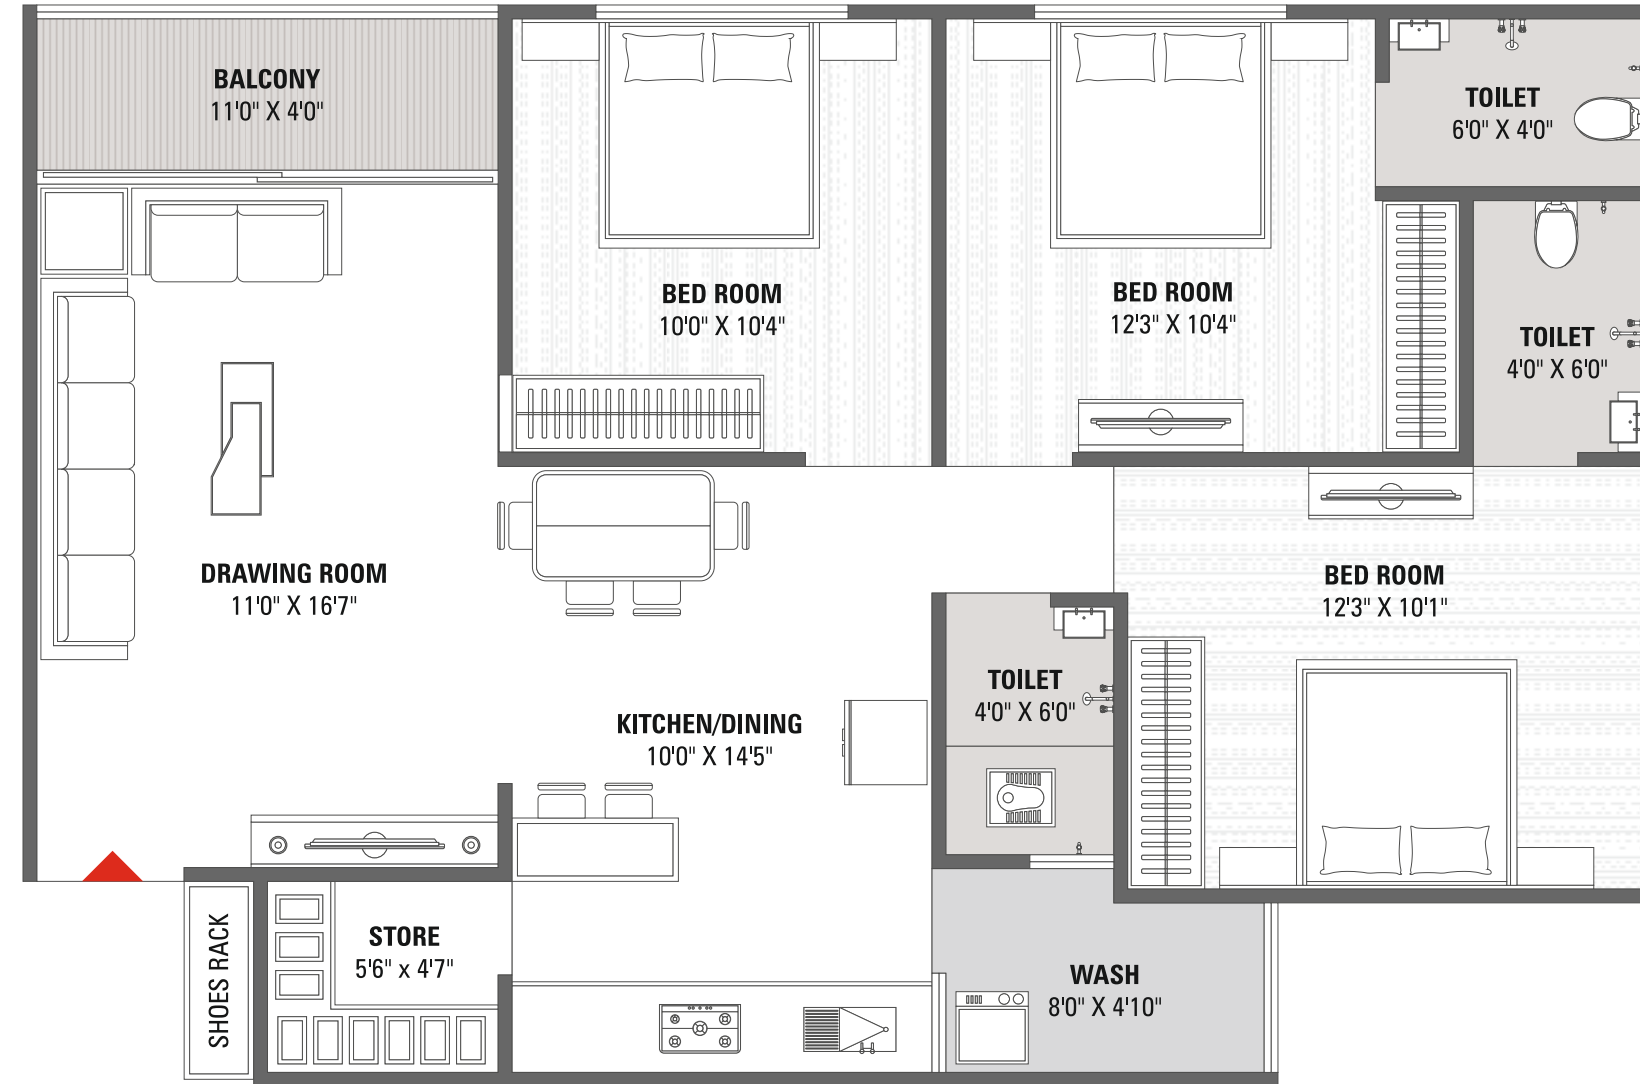 BALCONY
11'0" X 4'0"
BED ROOM
10'0" X 10'4"
BED ROOM
12'3" X 10'4"
TOILET
6'0" X 4'0"
TOILET
4'0" X 6'0"
DRAWING ROOM
11'0" X 16'7"
BED ROOM
12'3" X 10'1"
KITCHEN/DINING
10'0" X 14'5"
TOILET
4'0" X 6'0"
SHOES RACK
STORE
5'6" x 4'7"
WASH
8'0" X 4'10"